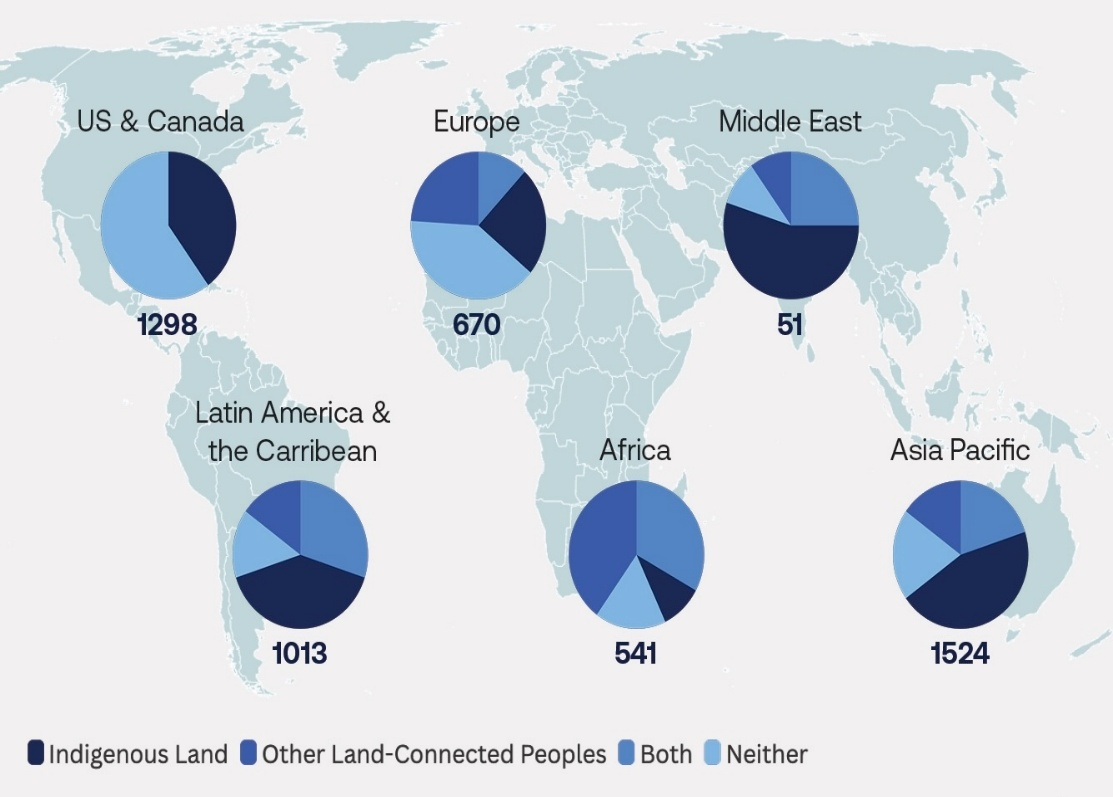 US & Canada
1298
Europe
670
Middle East
51
Latin America &
the Carribean
1013
Africa
541
Asia Pacific
1524
Indigenous Land
Other Land-Connected Peoples
Both
Neither